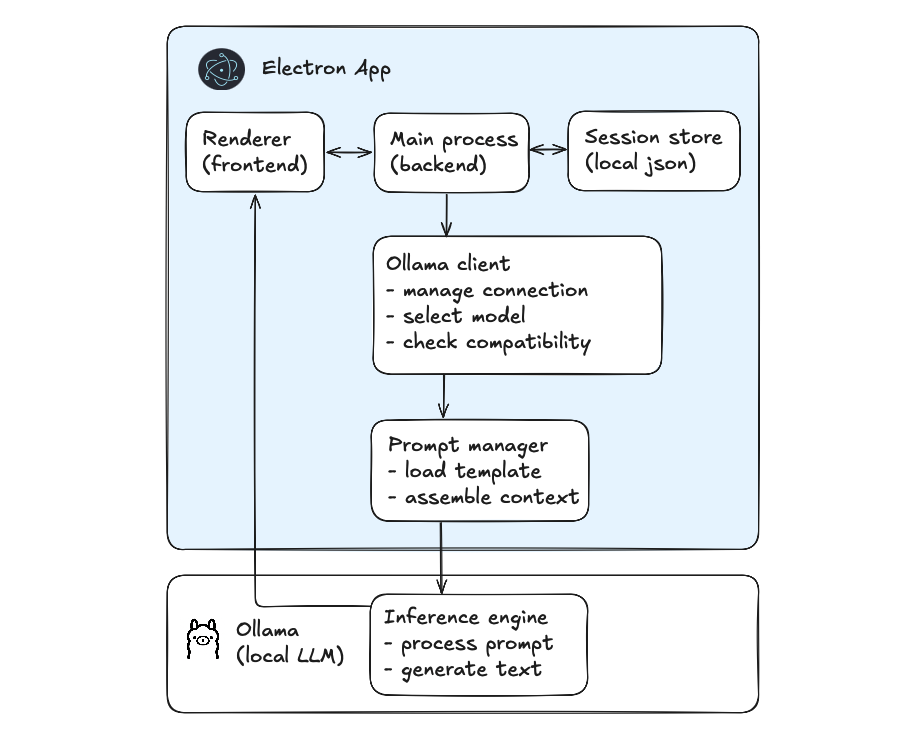 Electron App
Renderer
(frontend)
Main process
(backend)
Session store
(local json)
Ollama client
- manage connection
- select model
- check compatibility
Prompt manager
- load template
- assemble context
Ollama
(local LLM)
Inference engine
- process prompt
- generate text